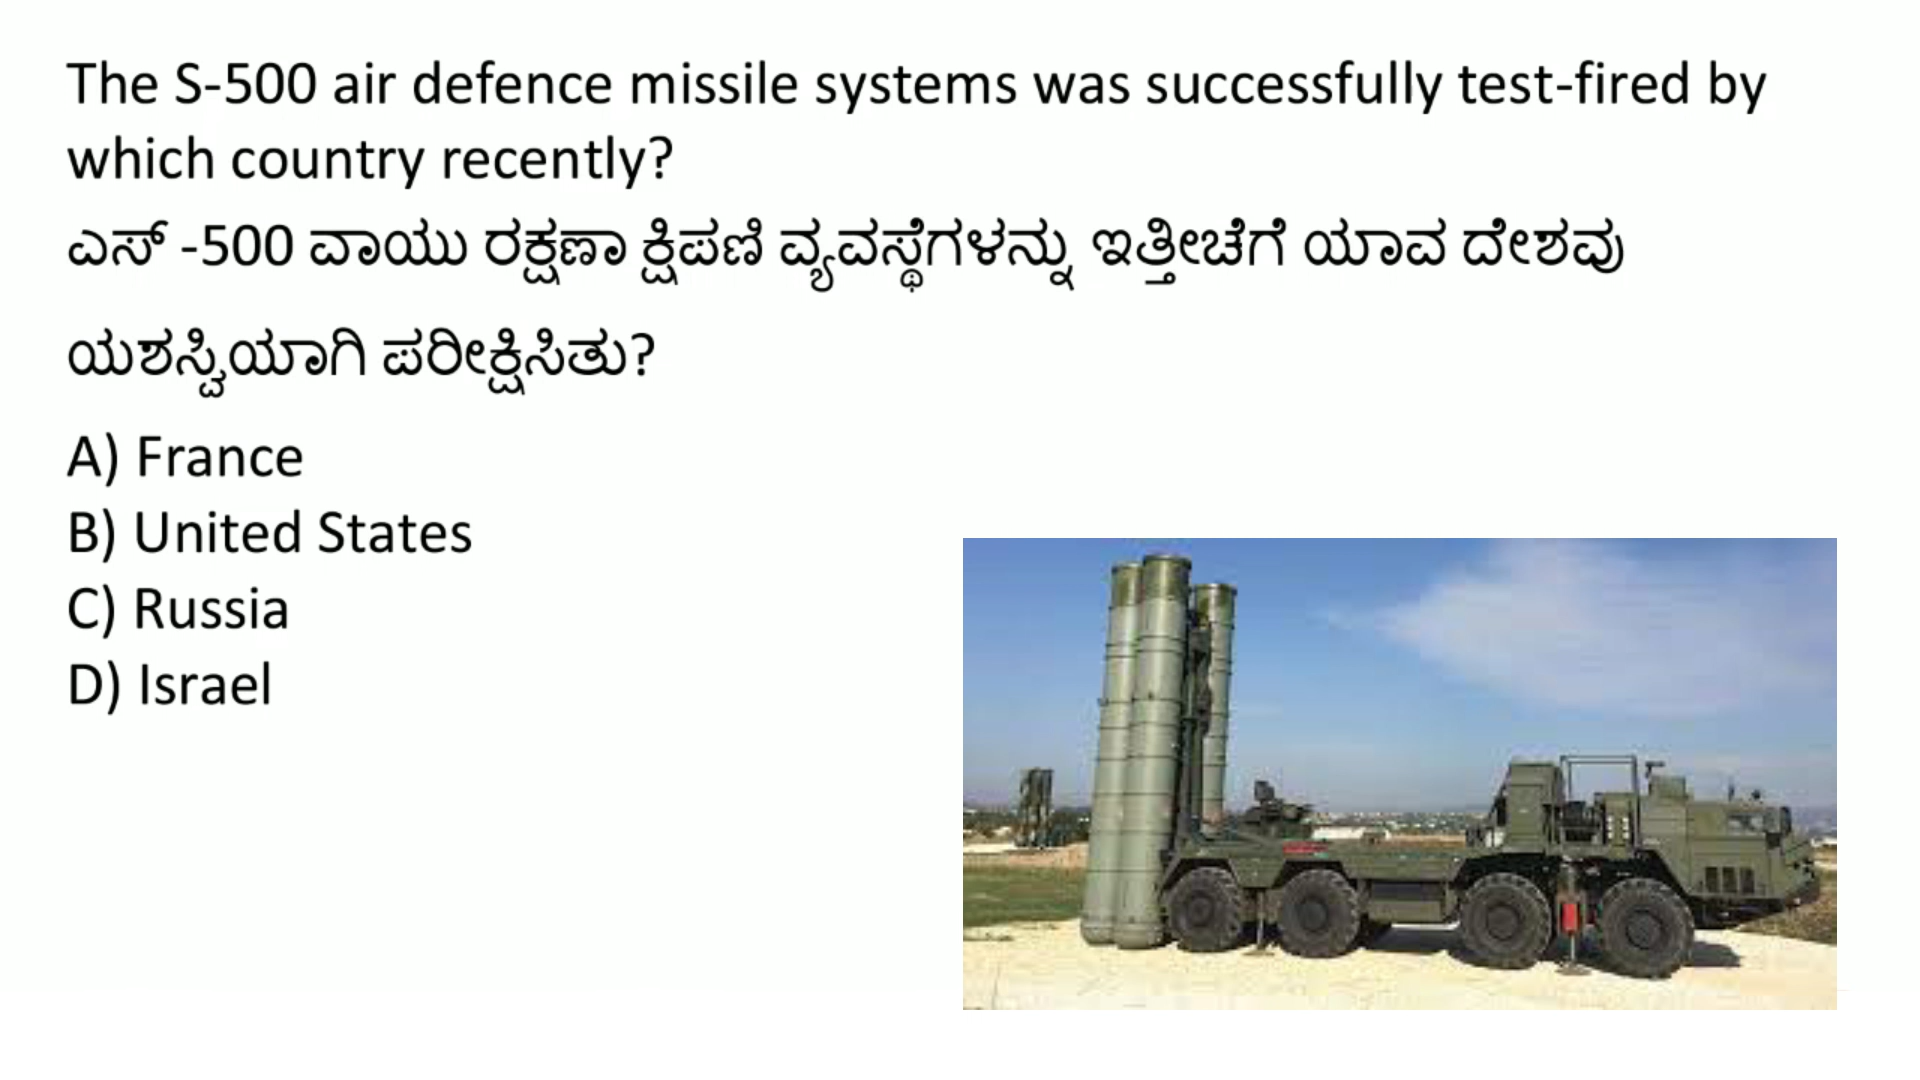 The S-500 air defence missile systems was successfully test-fired by
which country recently?
ಎಸ್ -500 ವಾಯು ರಕ್ಷಣಾ ಕ್ಷಿಪಣಿ ವ್ಯವಸ್ಥೆಗಳನ್ನು ಇತ್ತೀಚೆಗೆ ಯಾವ ದೇಶವು
ಯಶಸ್ವಿಯಾಗಿ ಪರೀಕ್ಷಿಸಿತು?
A) France
B) United States
C) Russia
D) Israel